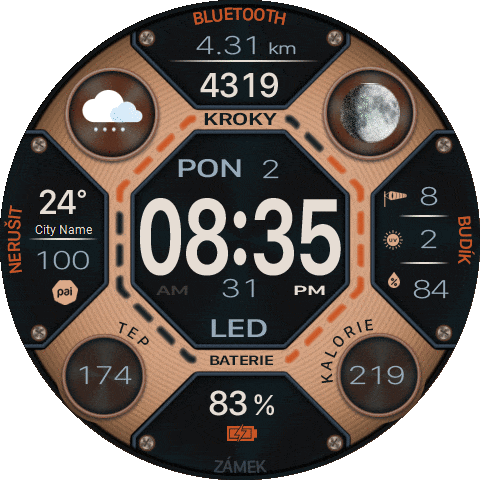 BLUETOOTH
4.31 km
4319
KROKY
PON 2
08:35
AM 31 PM
LED
BATERIE
83%
ZÁMEK
NERUŠIT
24°
City Name
100
pai
BUDÍK
8
UV 2
% 84
TEP
174
KALORIE
219